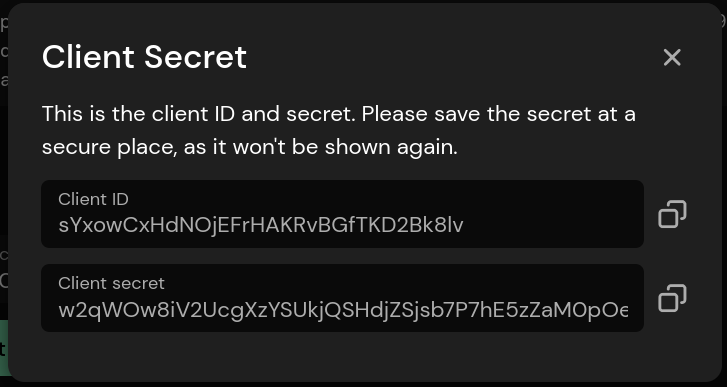 Client Secret
This is the client ID and secret. Please save the secret at a
secure place, as it won't be shown again.
Client ID
sYxowCxHdNOjEFrHAKRvBGfTKD2Bk8lv
Client secret
w2qWOw8iV2UcgXzYSUkjQSHdjZSjsb7P7hE5zZaM0pOe